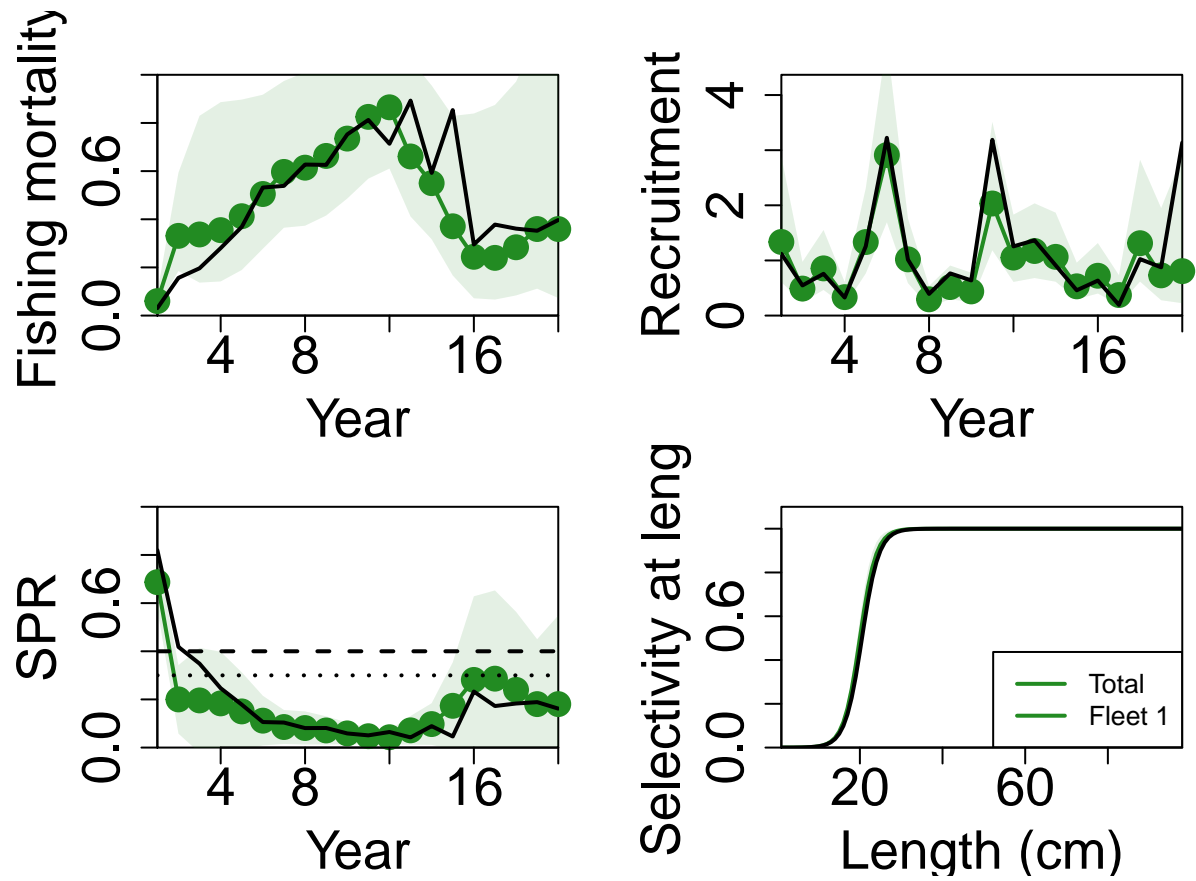 Fishing mortality
0.0 0.6
4 8 16
Year
Recruitment
0 2 4
4 8 16
Year
SPR
0.0 0.6
4 8 16
Year
Selectivity at leng
0.0 0.6
Total
Fleet 1
20 60
Length (cm)